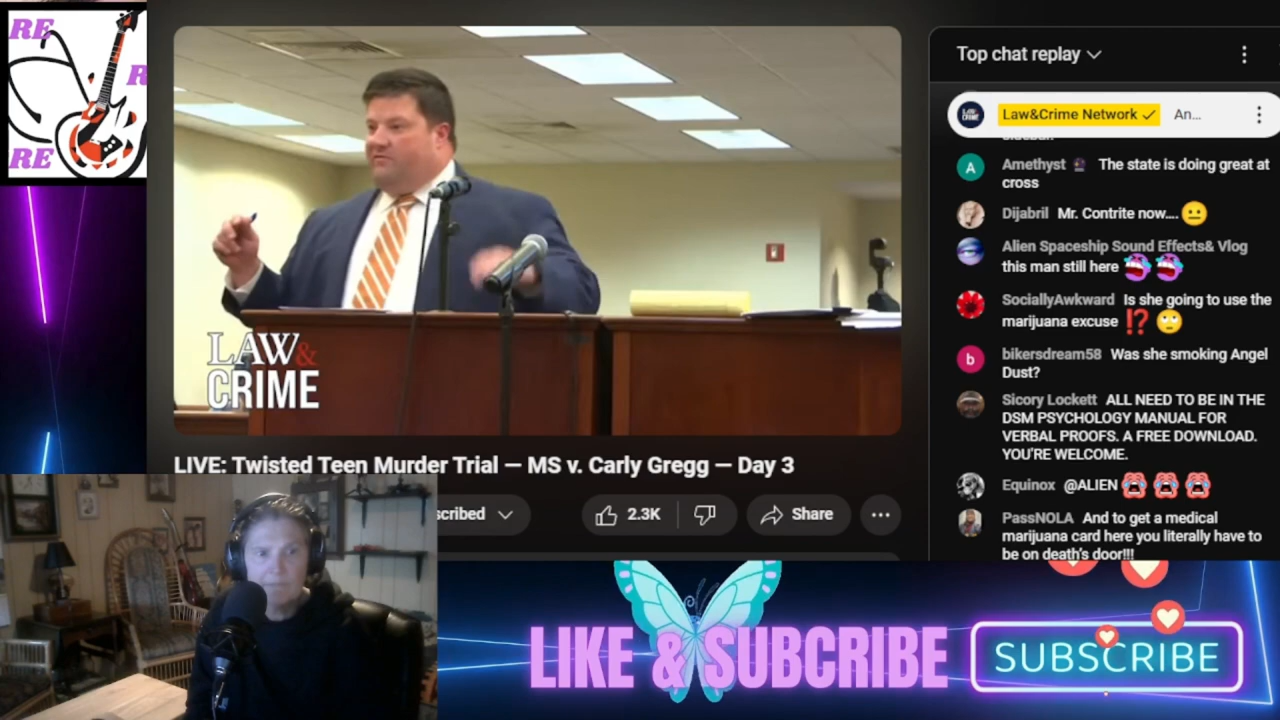 RE
R
RE
LAW&
CRIME
LIVE: Twisted Teen Murder Trial — MS v. Carly Gregg — Day 3
scribed
2.3K
Share
Top chat replay
Law&Crime Network An...
Amethyst The state is doing great at
cross
Dijabril Mr. Contrite now....
Alien Spaceship Sound Effects& Vlog
this man still here
SociallyAwkward Is she going to use the
marijuana excuse ⁉️ 🙄
bikersdream58 Was she smoking Angel
Dust?
Sicory Lockett ALL NEED TO BE IN THE
DSM PSYCHOLOGY MANUAL FOR
VERBAL PROOFS. A FREE DOWNLOAD.
YOU'RE WELCOME.
Equinox @ALIEN
PassNOLA And to get a medical
marijuana card here you literally have to
be on death's door!!!
LIKE & SUBCRIBE
SUBSCRIBE